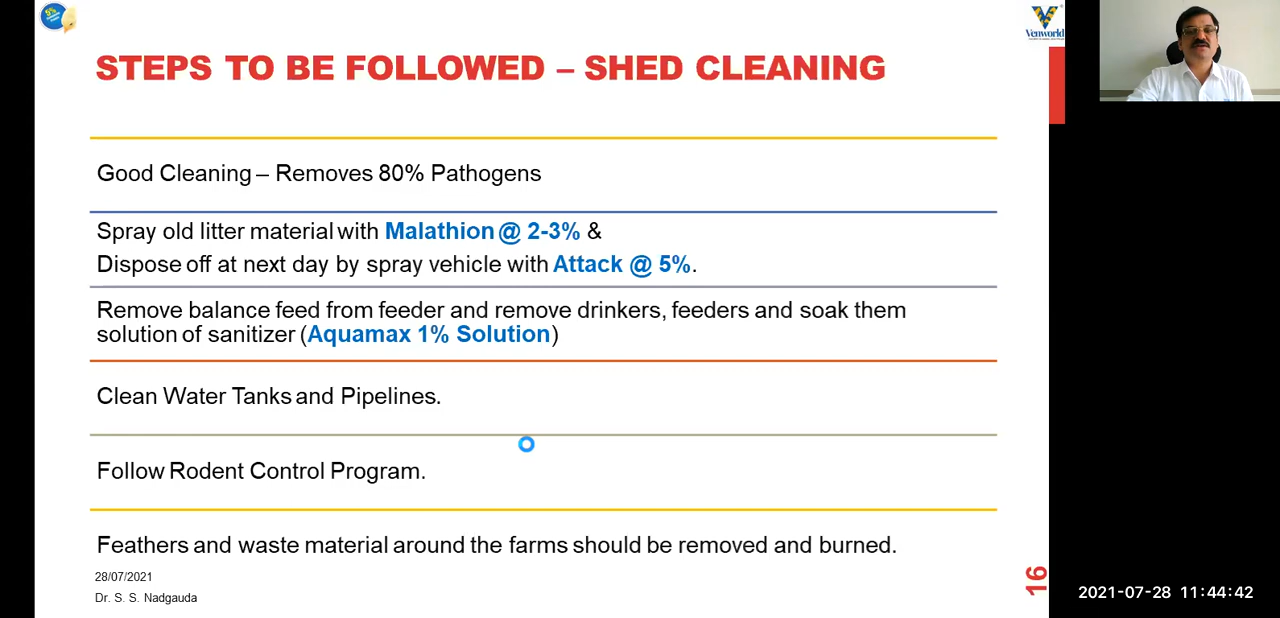 5%
Venworld
STEPS TO BE FOLLOWED – SHED CLEANING
Good Cleaning – Removes 80% Pathogens
Spray old litter material with Malathion @ 2-3% &
Dispose off at next day by spray vehicle with Attack @ 5%.
Remove balance feed from feeder and remove drinkers, feeders and soak them
solution of sanitizer (Aquamax 1% Solution)
Clean Water Tanks and Pipelines.
Follow Rodent Control Program.
Feathers and waste material around the farms should be removed and burned.
28/07/2021
Dr. S. S. Nadgauda
16
2021-07-28 11:44:42